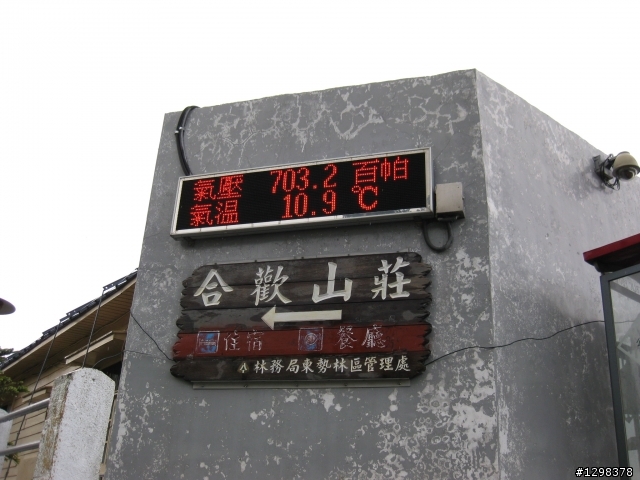 氣壓 703.2 百帕
氣溫 10.9 ℃
合歡山莊
住宿 餐廳
林務局東勢林區管理處
#1298378